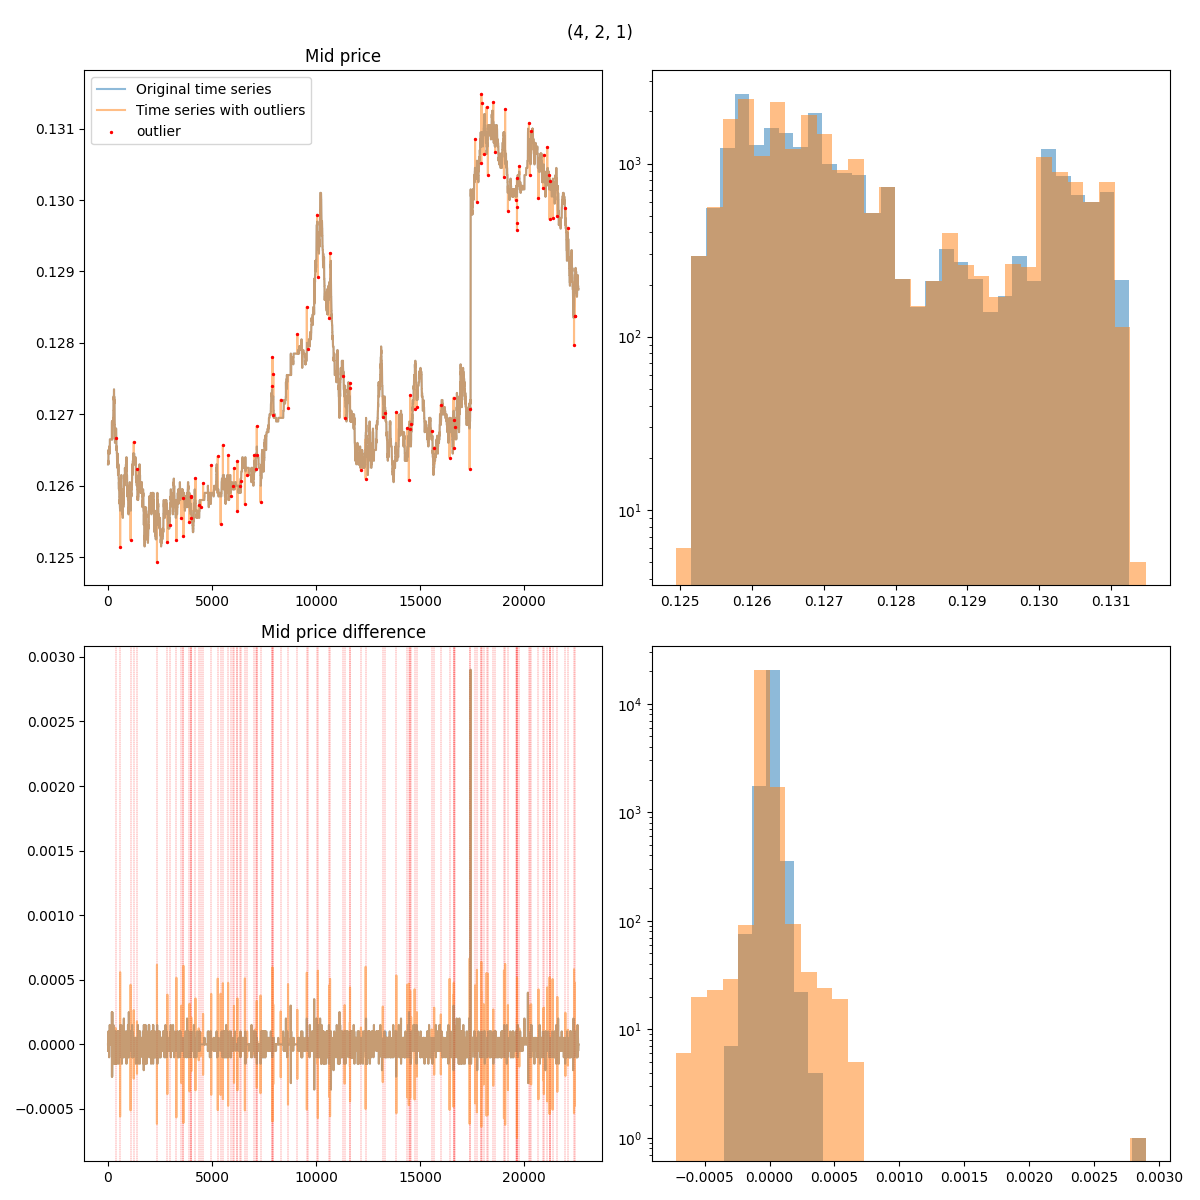 (4, 2, 1)
Mid price
Original time series
Time series with outliers
outlier
0.131
0.130
0.129
0.128
0.127
0.126
0.125
0 5000 10000 15000 20000
10³
10²
10¹
0.125 0.126 0.127 0.128 0.129 0.130 0.131
Mid price difference
0.0030
0.0025
0.0020
0.0015
0.0010
0.0005
0.0000
−0.0005
0 5000 10000 15000 20000
10⁴
10³
10²
10¹
10⁰
−0.0005 0.0000 0.0005 0.0010 0.0015 0.0020 0.0025 0.0030